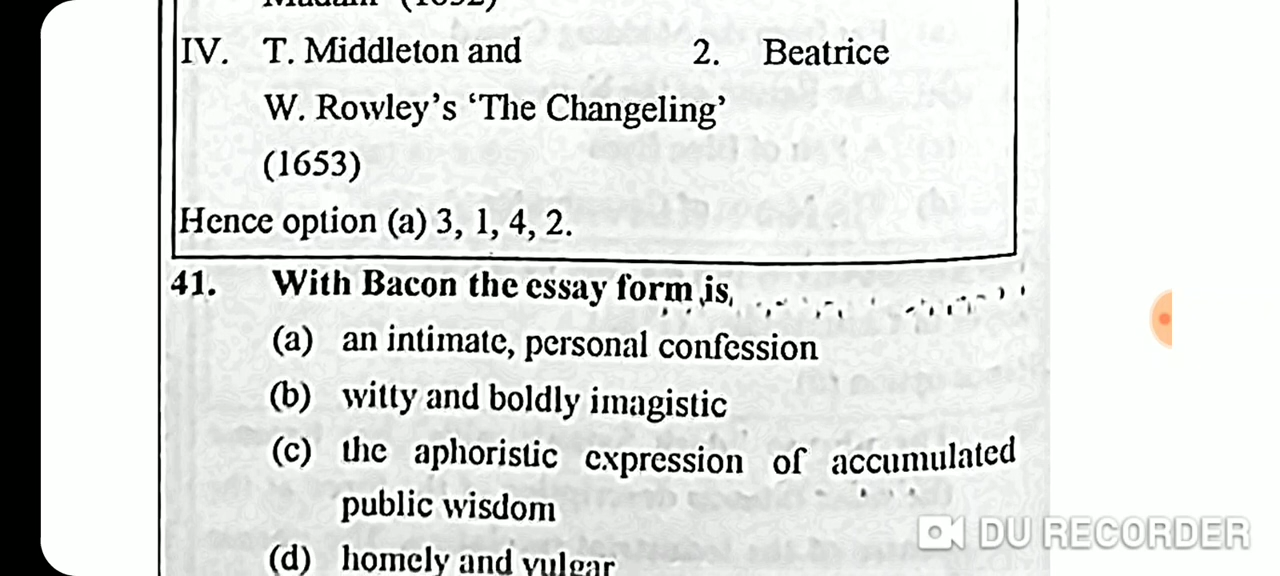 Madam' (1632)
IV. T. Middleton and 2. Beatrice
W. Rowley's 'The Changeling'
(1653)
Hence option (a) 3, 1, 4, 2.
41. With Bacon the essay form is
(a) an intimate, personal confession
(b) witty and boldly imagistic
(c) the aphoristic expression of accumulated
public wisdom
(d) homely and vulgar
DU RECORDER